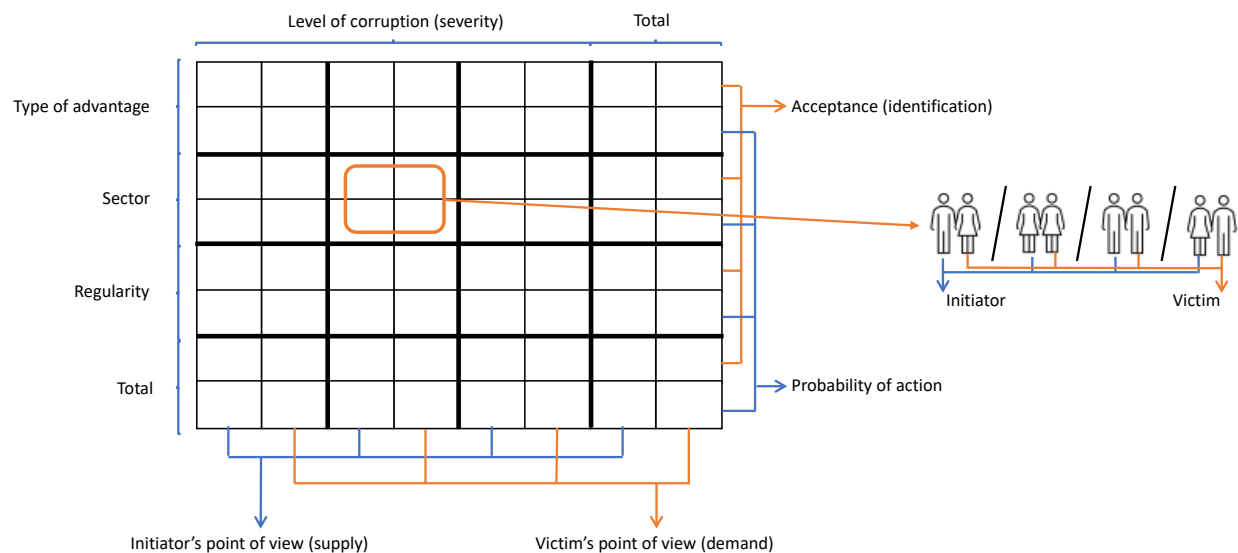 Level of corruption (severity)
Total
Type of advantage
Acceptance (identification)
Sector
Regularity
Initiator
Victim
Total
Probability of action
Initiator's point of view (supply)
Victim's point of view (demand)